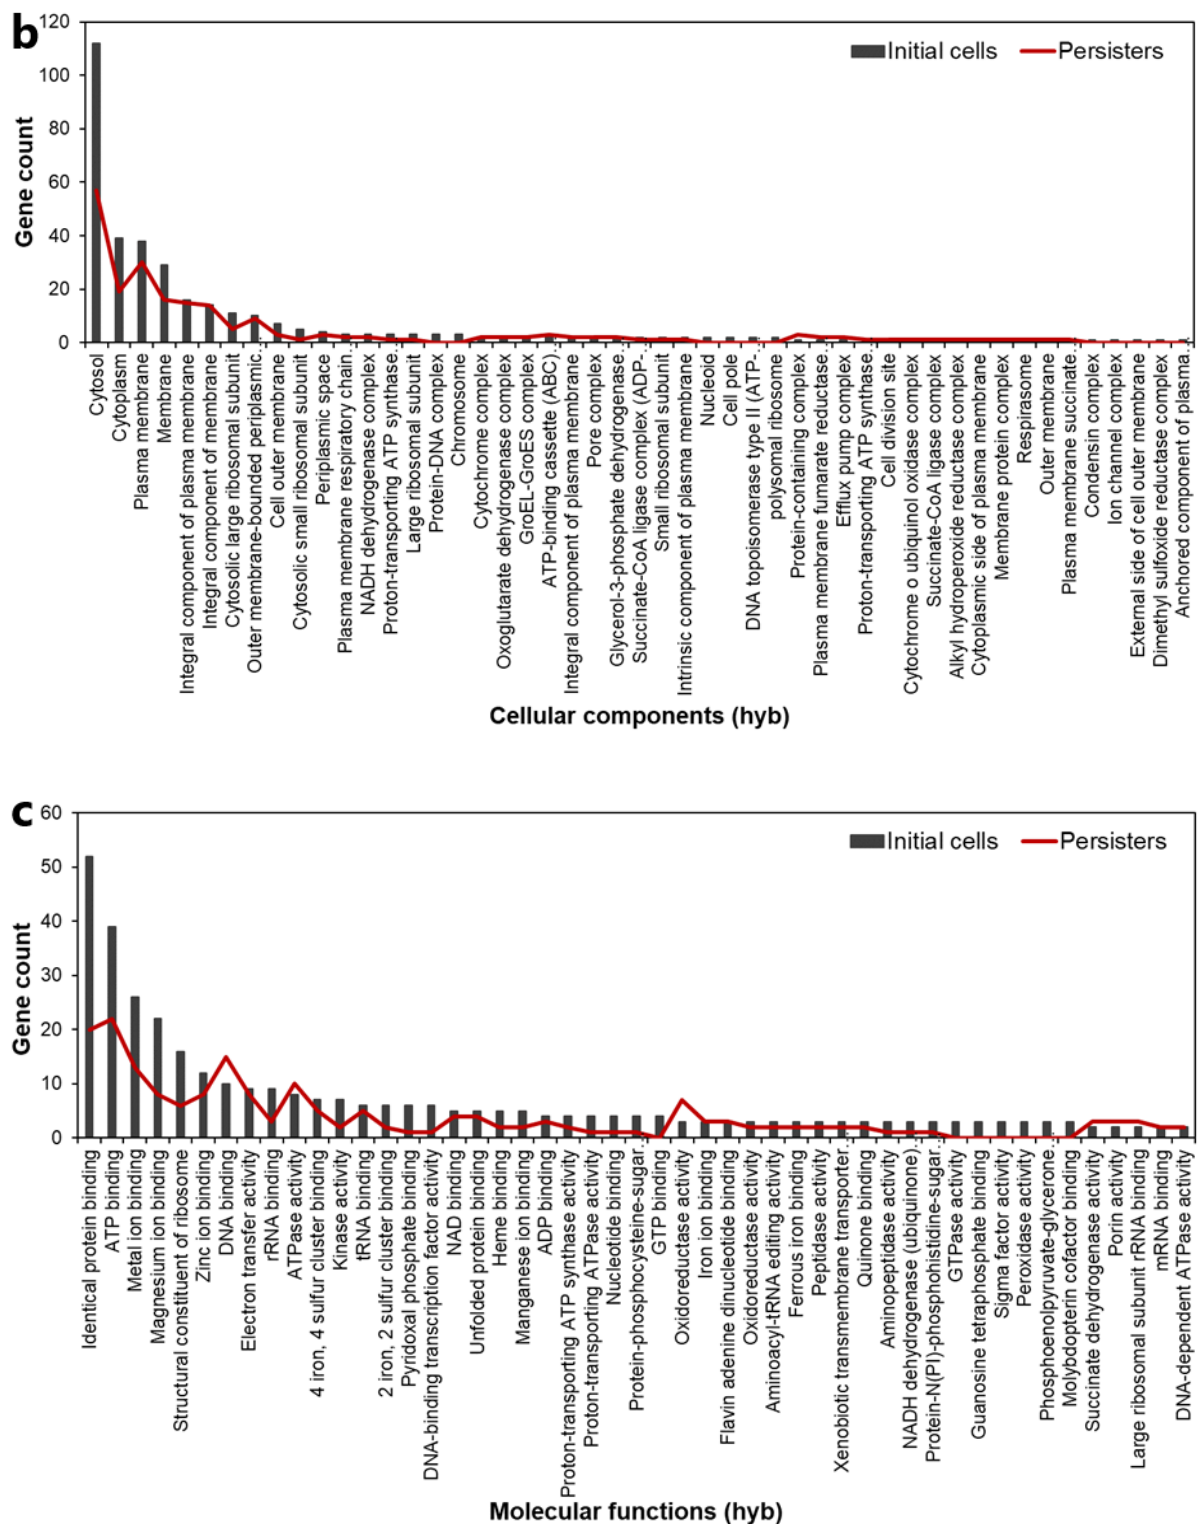 b
120
100
80
60
40
20
0
Gene count
Initial cells
Persisters
Cytosol
Cytoplasm
Plasma membrane
Membrane
Integral component of plasma membrane
Integral component of membrane
Cytosolic large ribosomal subunit
Outer membrane-bounded periplasmic…
Cell outer membrane
Cytosolic small ribosomal subunit
Periplasmic space
Plasma membrane respiratory chain…
NADH dehydrogenase complex
Proton-transporting ATP synthase…
Large ribosomal subunit
Protein-DNA complex
Chromosome
Cytochrome complex
Oxoglutarate dehydrogenase complex
GroEL-GroES complex
ATP-binding cassette (ABC)…
Integral component of plasma membrane
Pore complex
Glycerol-3-phosphate dehydrogenase…
Succinate-CoA ligase complex (ADP-…
Small ribosomal subunit
Intrinsic component of plasma membrane
Nucleoid
Cell pole
DNA topoisomerase type II (ATP-…
polysomal ribosome
Protein-containing complex
Plasma membrane fumarate reductase…
Efflux pump complex
Proton-transporting ATP synthase…
Cell division site
Cytochrome o ubiquinol oxidase complex
Succinate-CoA ligase complex
Alkyl hydroperoxide reductase complex
Cytoplasmic side of plasma membrane
Membrane protein complex
Respirasome
Outer membrane
Plasma membrane succinate…
Condensin complex
Ion channel complex
External side of cell outer membrane
Dimethyl sulfoxide reductase complex
Anchored component of plasma…
Cellular components (hyb)
c
60
50
40
30
20
10
0
Gene count
Initial cells
Persisters
Identical protein binding
ATP binding
Metal ion binding
Magnesium ion binding
Structural constituent of ribosome
Zinc ion binding
DNA binding
Electron transfer activity
rRNA binding
ATPase activity
4 iron, 4 sulfur cluster binding
Kinase activity
tRNA binding
2 iron, 2 sulfur cluster binding
Pyridoxal phosphate binding
DNA-binding transcription factor activity
NAD binding
Unfolded protein binding
Heme binding
Manganese ion binding
ADP binding
Proton-transporting ATP synthase activity
Proton-transporting ATPase activity
Nucleotide binding
Protein-phosphocysteine-sugar…
GTP binding
Oxidoreductase activity
Iron ion binding
Flavin adenine dinucleotide binding
Oxidoreductase activity
Aminoacyl-tRNA editing activity
Ferrous iron binding
Peptidase activity
Xenobiotic transmembrane transporter…
Quinone binding
Aminopeptidase activity
NADH dehydrogenase (ubiquinone)…
Protein-N(PI)-phosphohistidine-sugar…
GTPase activity
Guanosine tetraphosphate binding
Sigma factor activity
Peroxidase activity
Phosphoenolpyruvate-glycerone…
Molybdopterin cofactor binding
Succinate dehydrogenase activity
Porin activity
Large ribosomal subunit rRNA binding
mRNA binding
DNA-dependent ATPase activity
Molecular functions (hyb)